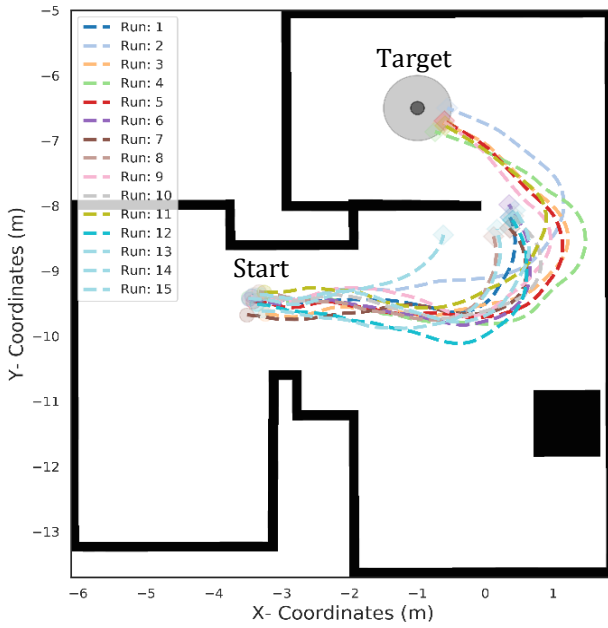 −5
−6
−7
−8
−9
−10
−11
−12
−13
Y- Coordinates (m)
Run: 1
Run: 2
Run: 3
Run: 4
Run: 5
Run: 6
Run: 7
Run: 8
Run: 9
Run: 10
Run: 11
Run: 12
Run: 13
Run: 14
Run: 15
Target
Start
−6 −5 −4 −3 −2 −1 0 1
X- Coordinates (m)